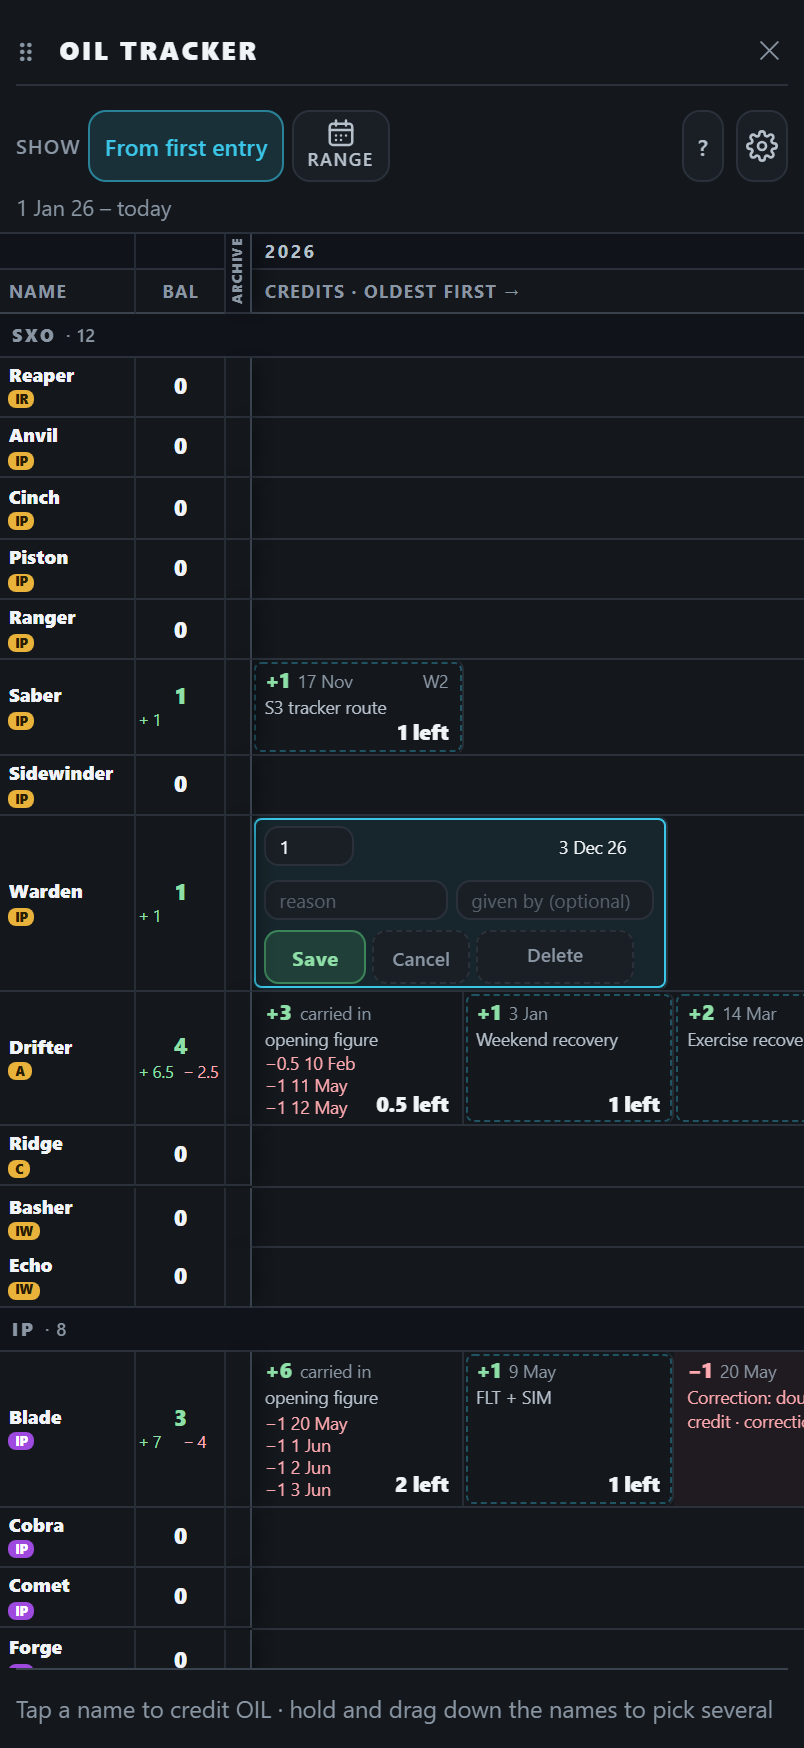 OIL TRACKER
SHOW From first entry RANGE ?
1 Jan 26 – today
ARCHIVE 2026
NAME BAL CREDITS · OLDEST FIRST →
SXO · 12
Reaper 0
IR
Anvil 0
IP
Cinch 0
IP
Piston 0
IP
Ranger 0
IP
+1 17 Nov W2
Saber 1 S3 tracker route
IP + 1 1 left
Sidewinder 0
IP
1 3 Dec 26
Warden 1 reason given by (optional)
IP + 1
Save Cancel Delete
+3 carried in +1 3 Jan +2 14 Mar
opening figure Weekend recovery Exercise recove
Drifter 4 −0.5 10 Feb
A + 6.5 − 2.5 −1 11 May
−1 12 May 0.5 left 1 left
Ridge 0
C
Basher 0
IW
Echo 0
IW
IP · 8
+6 carried in +1 9 May −1 20 May
opening figure FLT + SIM Correction: dou
Blade 3 −1 20 May credit · correctio
IP + 7 − 4 −1 1 Jun
−1 2 Jun
−1 3 Jun 2 left 1 left
Cobra 0
IP
Comet 0
IP
Forge 0
Tap a name to credit OIL · hold and drag down the names to pick several